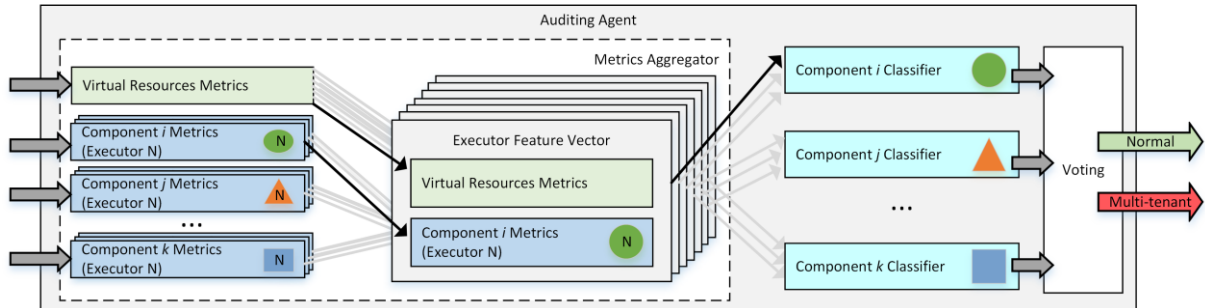 Auditing Agent
Metrics Aggregator
Virtual Resources Metrics
Component i Metrics
(Executor N)
N
Component j Metrics
(Executor N)
N
...
Component k Metrics
(Executor N)
N
Executor Feature Vector
Virtual Resources Metrics
Component i Metrics
(Executor N)
N
Component i Classifier
Component j Classifier
...
Component k Classifier
Voting
Normal
Multi-tenant